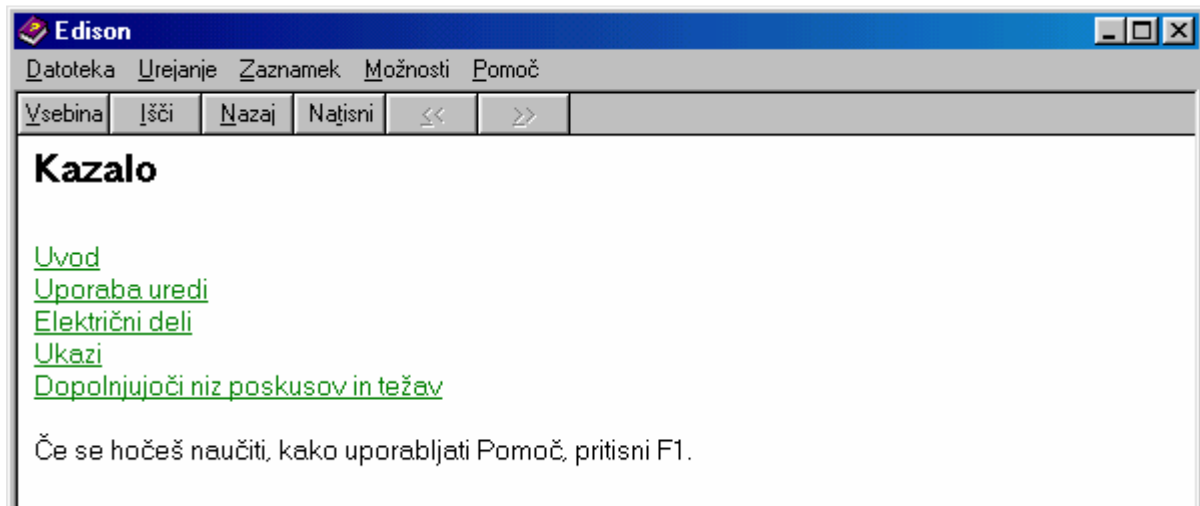 Edison
Datoteka Urejanje Zaznamek Možnosti Pomoč
Vsebina Išči Nazaj Natisni << >>
Kazalo
Uvod
Uporaba uredi
Električni deli
Ukazi
Dopolnjujoči niz poskusov in težav
Če se hočeš naučiti, kako uporabljati Pomoč, pritisni F1.